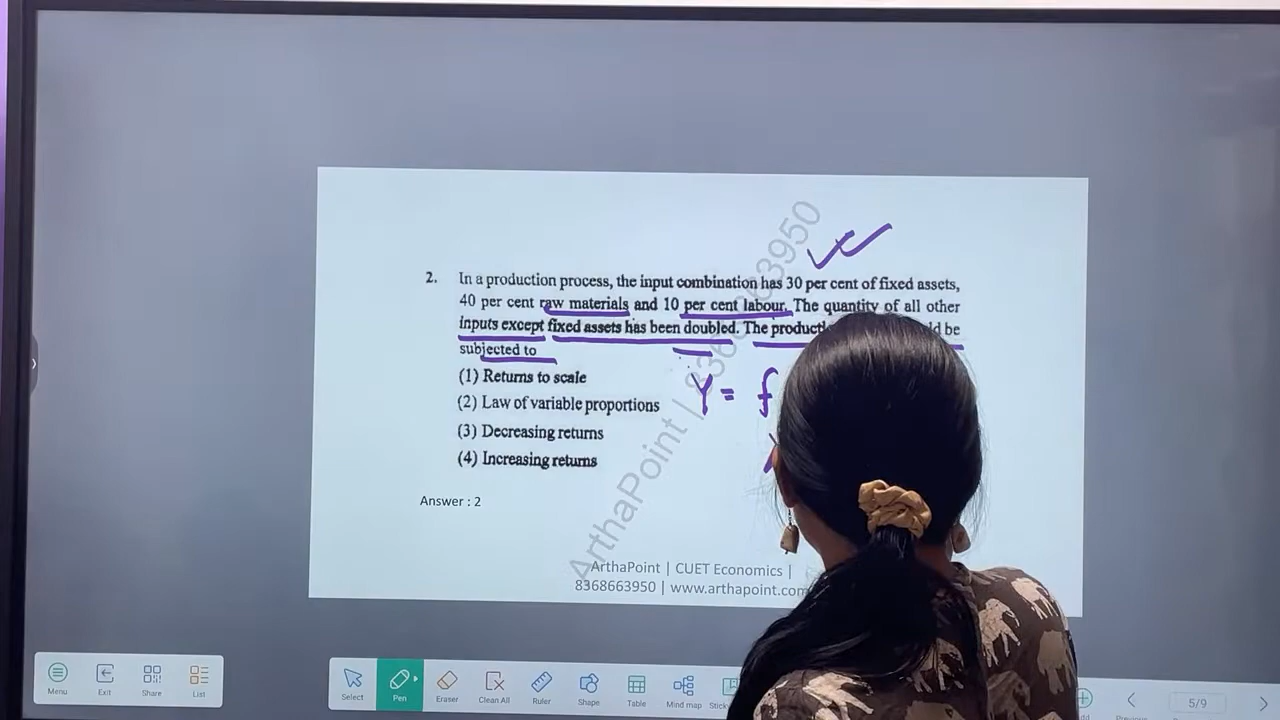 2. In a production process, the input combination has 30 per cent of fixed assets,
40 per cent raw materials and 10 per cent labour. The quantity of all other
inputs except fixed assets has been doubled. The be
subjected to
(1) Returns to scale
(2) Law of variable proportions
(3) Decreasing returns
(4) Increasing returns
Y = f
Answer : 2
ArthaPoint | 8368663950
ArthaPoint | CUET Economics |
8368663950 | www.arthapoint.com
Menu Exit Share List
Select Pen Eraser Clean All Ruler Shape Table Mind map
5/9